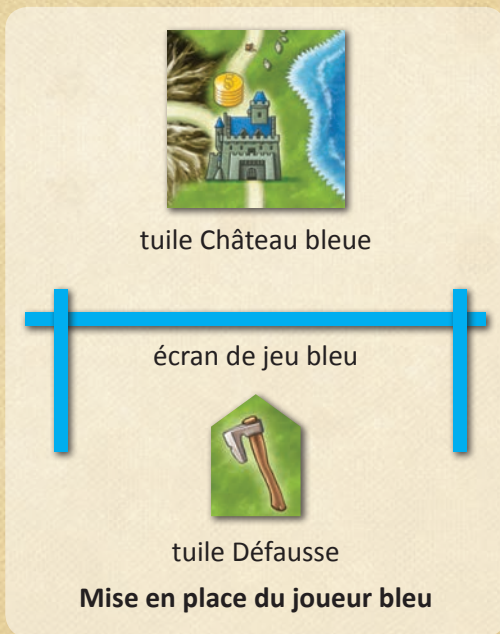 tuile Château bleue
écran de jeu bleu
tuile Défausse
Mise en place du joueur bleu